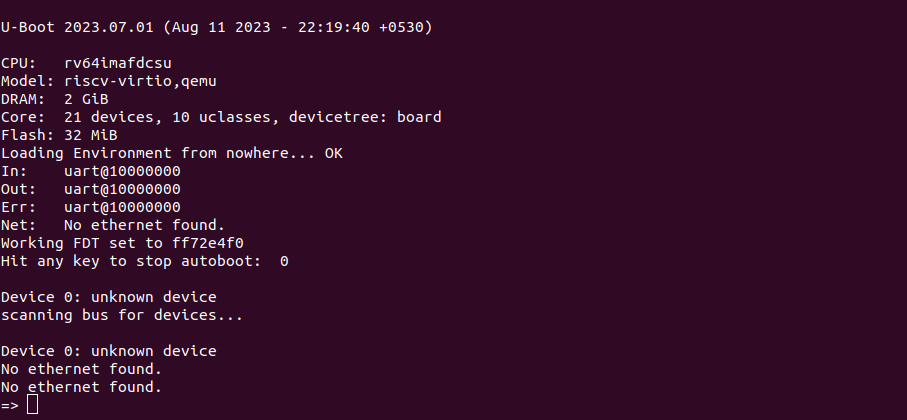 U-Boot 2023.07.01 (Aug 11 2023 - 22:19:40 +0530)
CPU:   rv64imafdcsu
Model: riscv-virtio,qemu
DRAM:  2 GiB
Core:  21 devices, 10 uclasses, devicetree: board
Flash: 32 MiB
Loading Environment from nowhere... OK
In:    uart@10000000
Out:   uart@10000000
Err:   uart@10000000
Net:   No ethernet found.
Working FDT set to ff72e4f0
Hit any key to stop autoboot:  0
Device 0: unknown device
scanning bus for devices...
Device 0: unknown device
No ethernet found.
No ethernet found.
=>